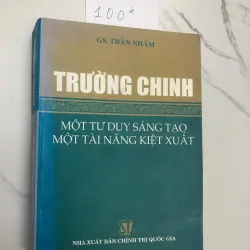 100k
GS. TRẦN NHÂM
TRƯỜNG CHINH
MỘT TƯ DUY SÁNG TẠO
MỘT TÀI NĂNG KIỆT XUẤT
NHÀ XUẤT BẢN CHÍNH TRỊ QUỐC GIA